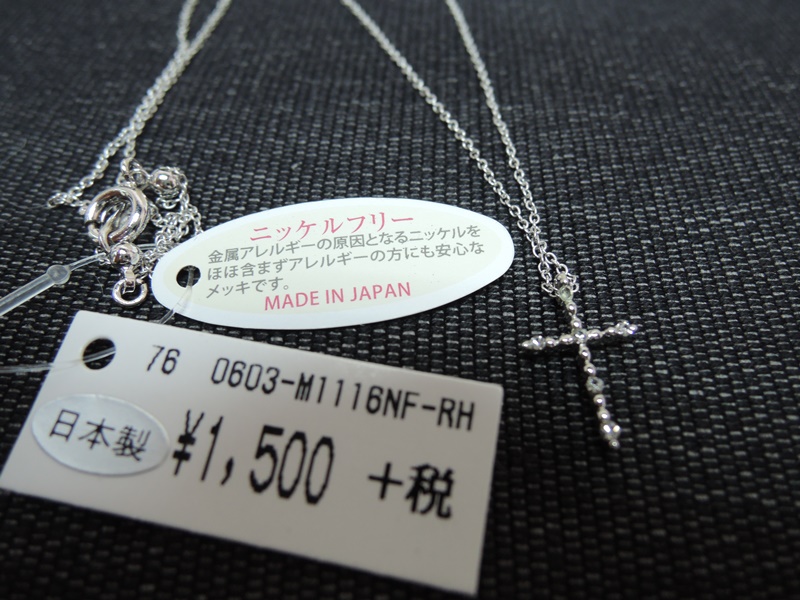 ニッケルフリー
金属アレルギーの原因となるニッケルを
ほぼ含まずアレルギーの方にも安心な
メッキです。
MADE IN JAPAN
76 0603-M1116NF-RH
日本製
¥1,500 +税